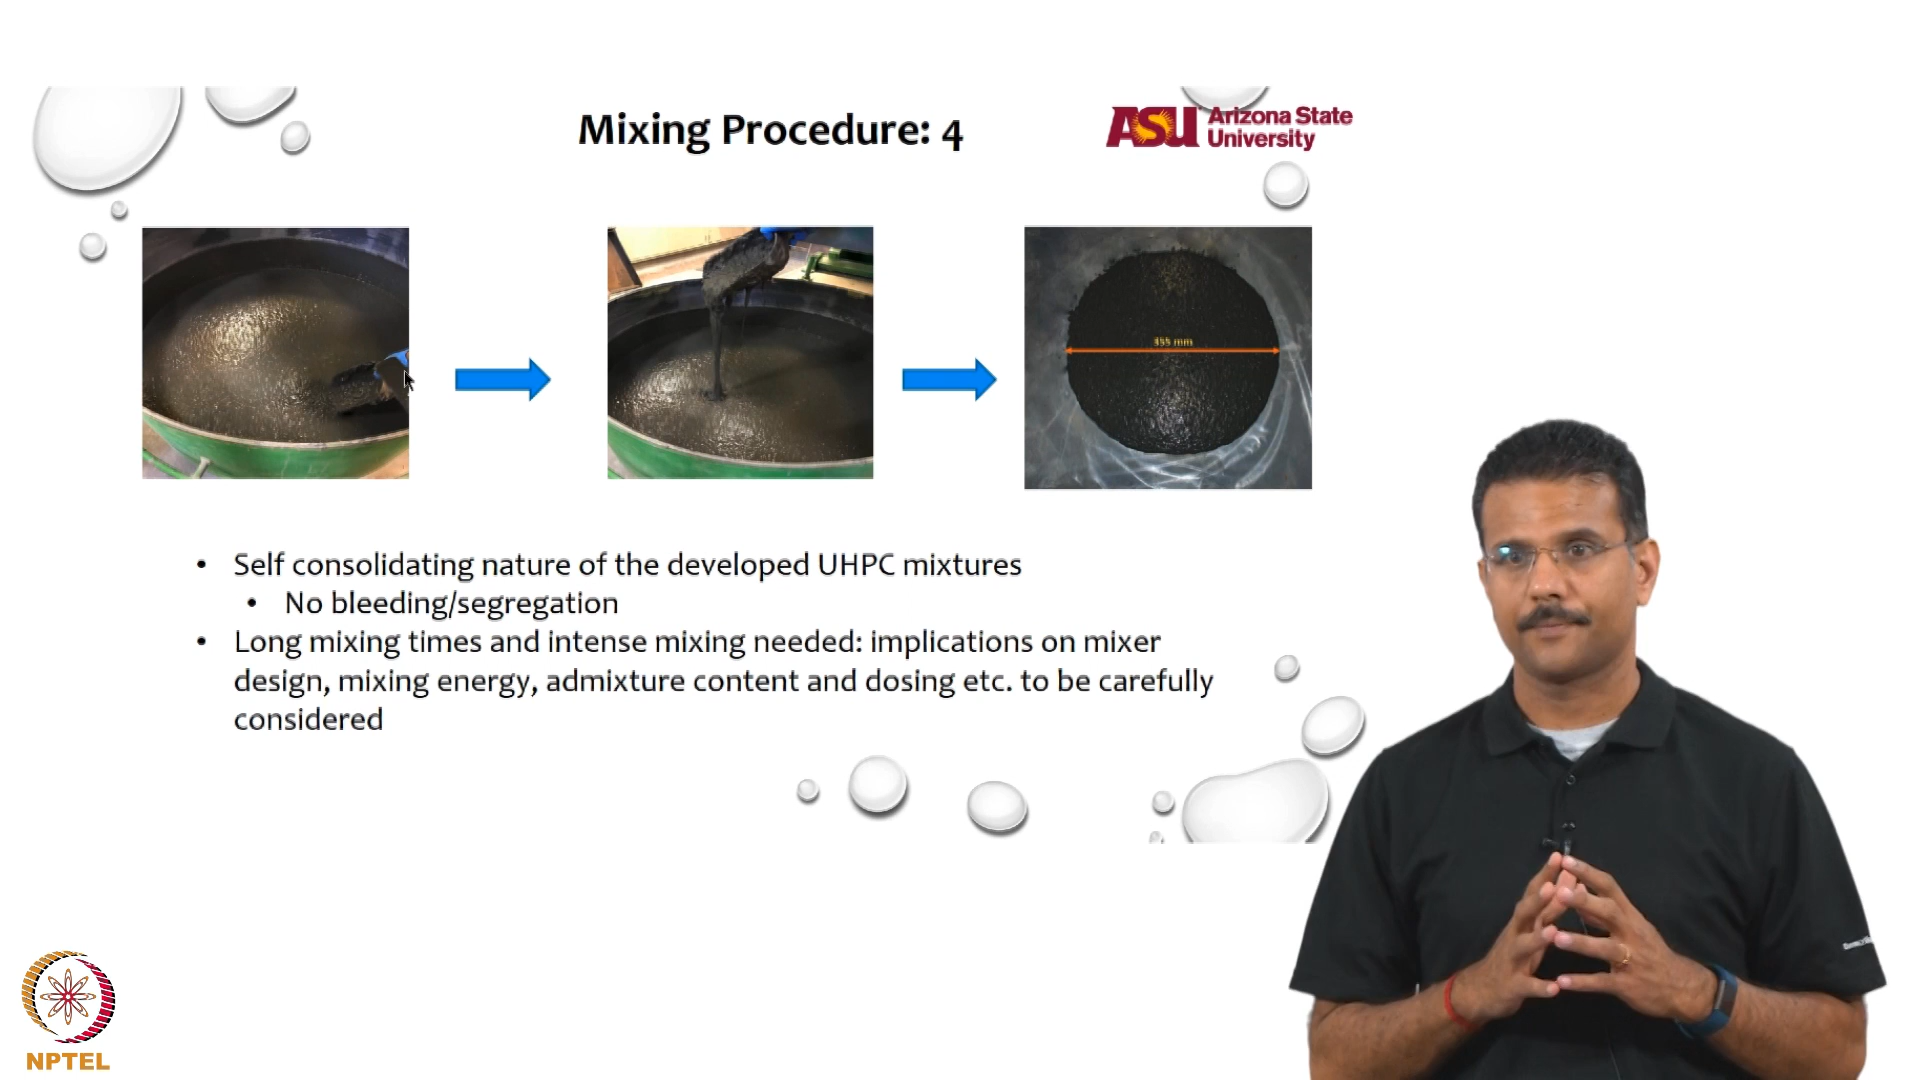 Mixing Procedure: 4
ASU Arizona State
University
355 mm
• Self consolidating nature of the developed UHPC mixtures
• No bleeding/segregation
• Long mixing times and intense mixing needed: implications on mixer
design, mixing energy, admixture content and dosing etc. to be carefully
considered
NPTEL